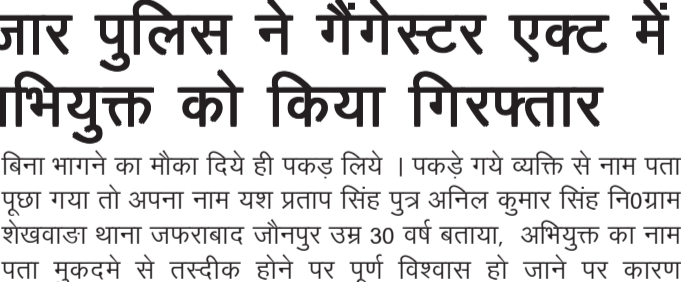 जार पुलिस ने गैंगेस्टर एक्ट में
भियुक्त को किया गिरफ्तार
बिना भागने का मौका दिये ही पकड़ लिये । पकड़े गये व्यक्ति से नाम पता
पूछा गया तो अपना नाम यश प्रताप सिंह पुत्र अनिल कुमार सिंह नि0ग्राम
शेखवाङा थाना जफराबाद जौनपुर उम्र 30 वर्ष बताया, अभियुक्त का नाम
पता मुकदमे से तस्दीक होने पर पूर्ण विश्वास हो जाने पर कारण